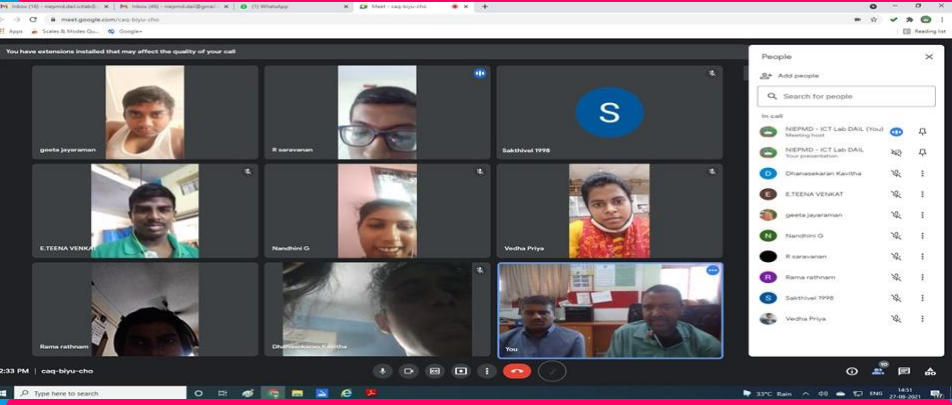 Inbox (16) - niepmd.dail.ictlab@
Inbox (46) - niepmd.dail@gmai
(1) WhatsApp
Meet - caq-biyu-cho
meet.google.com/caq-biyu-cho
Apps
Scales & Modes Gu...
Google+
Reading list
You have extensions installed that may affect the quality of your call
geeta jayaraman
R saravanan
S
Sakthivel 1998
E.TEENA VENKA
Nandhini G
Vedha Priya
Rama rathnam
Dhanasekaran Kavitha
You
People
Add people
Search for people
In call
NIEPMD - ICT Lab DAIL (You)
Meeting host
NIEPMD - ICT Lab DAIL
Your presentation
D Dhanasekaran Kavitha
E E.TEENA VENKAT
geeta jayaraman
N Nandhini G
R saravanan
R Rama rathnam
S Sakthivel 1998
Vedha Priya
2:33 PM | caq-biyu-cho
10
Type here to search
33°C Rain
ENG
14:51
27-08-2021